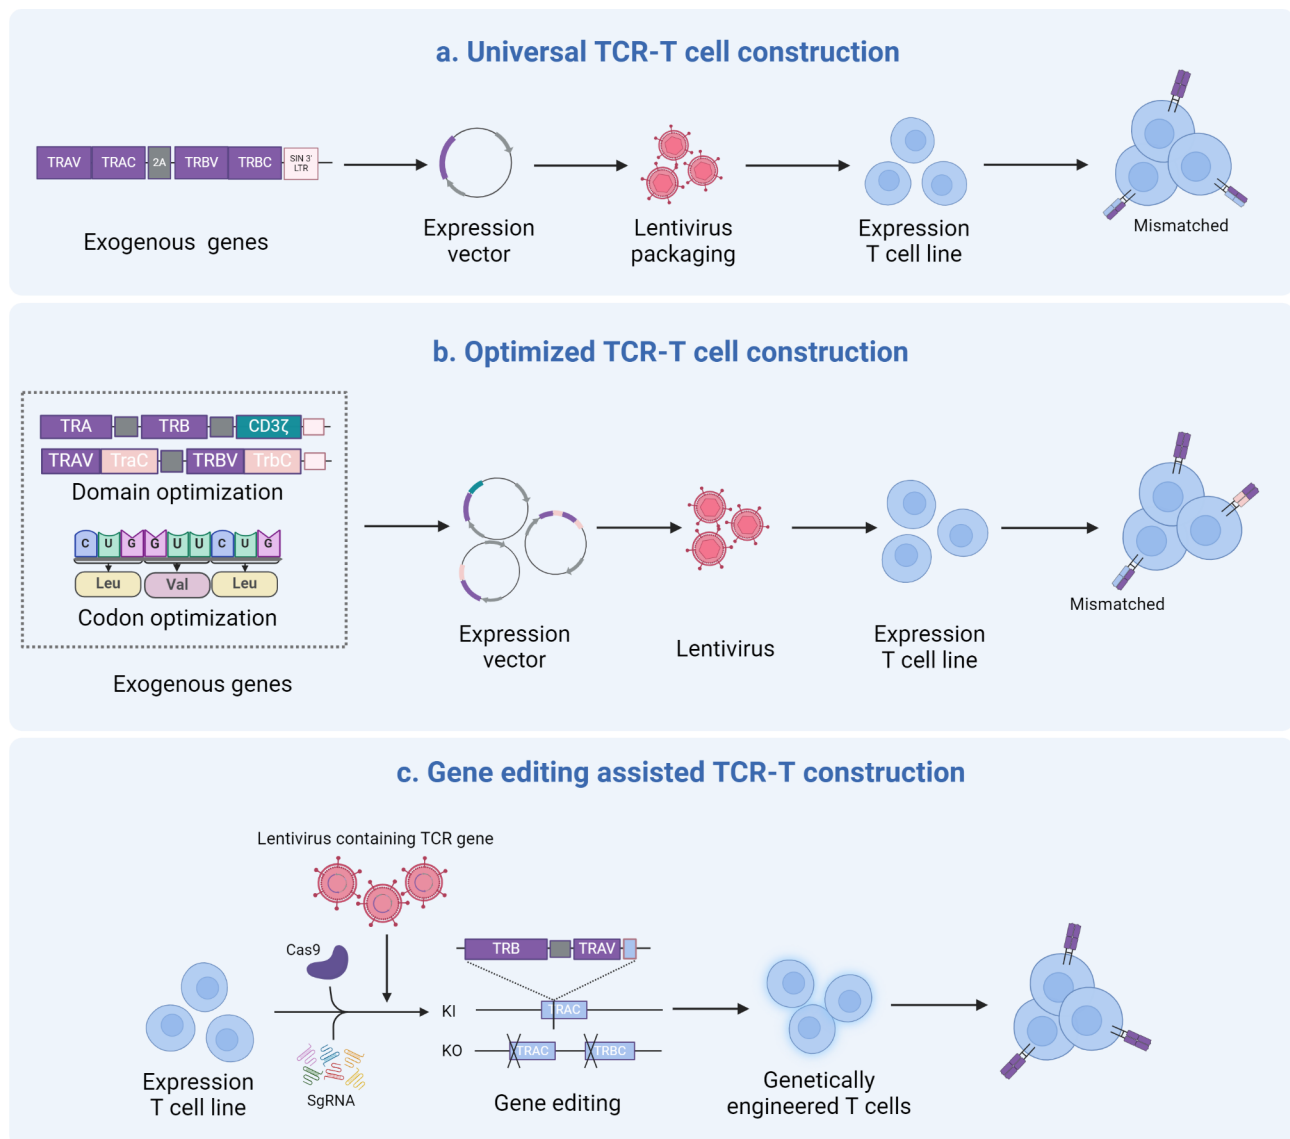 a. Universal TCR-T cell construction
TRAV TRAC 2A TRBV TRBC SIN 3'
LTR
Exogenous genes
Expression
vector
Lentivirus
packaging
Expression
T cell line
Mismatched
b. Optimized TCR-T cell construction
TRA TRB CD3ζ
TRAV TraC TRBV TrbC
Domain optimization
C U G G U U C U G
Leu Val Leu
Codon optimization
Exogenous genes
Expression
vector
Lentivirus
Expression
T cell line
Mismatched
c. Gene editing assisted TCR-T construction
Lentivirus containing TCR gene
Cas9
SgRNA
Expression
T cell line
TRB TRAV
KI TRAC
KO TRAC TRBC
Gene editing
Genetically
engineered T cells